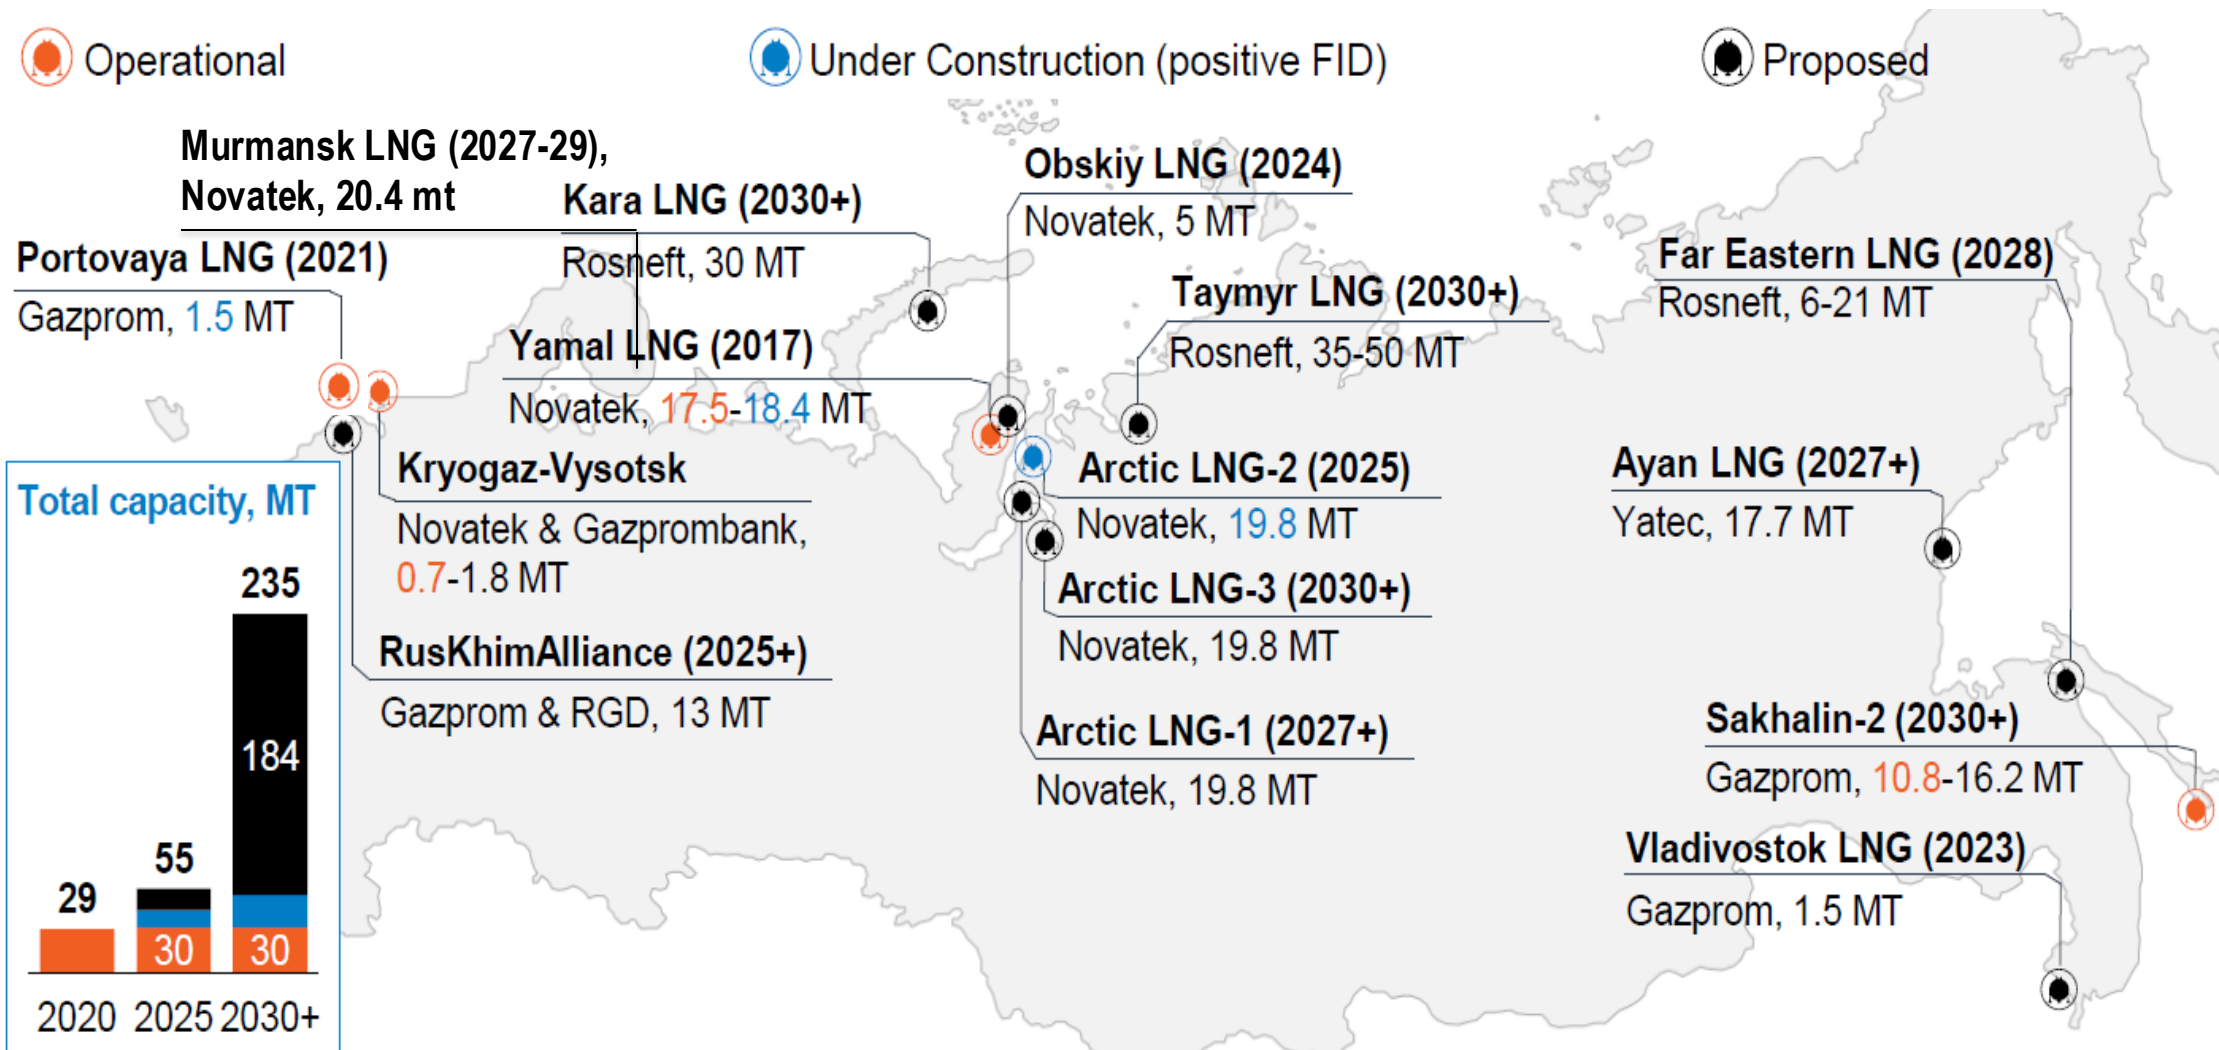 Operational
Under Construction (positive FID)
Proposed
Murmansk LNG (2027-29),
Novatek, 20.4 mt
Kara LNG (2030+)
Rosneft, 30 MT
Obskiy LNG (2024)
Novatek, 5 MT
Portovaya LNG (2021)
Gazprom, 1.5 MT
Yamal LNG (2017)
Novatek, 17.5-18.4 MT
Taymyr LNG (2030+)
Rosneft, 35-50 MT
Far Eastern LNG (2028)
Rosneft, 6-21 MT
Kryogaz-Vysotsk
Novatek & Gazprombank,
0.7-1.8 MT
Arctic LNG-2 (2025)
Novatek, 19.8 MT
Ayan LNG (2027+)
Yatec, 17.7 MT
Arctic LNG-3 (2030+)
Novatek, 19.8 MT
RusKhimAlliance (2025+)
Gazprom & RGD, 13 MT
Arctic LNG-1 (2027+)
Novatek, 19.8 MT
Sakhalin-2 (2030+)
Gazprom, 10.8-16.2 MT
Vladivostok LNG (2023)
Gazprom, 1.5 MT
Total capacity, MT
235
184
55
29
30
30
2020 2025 2030+